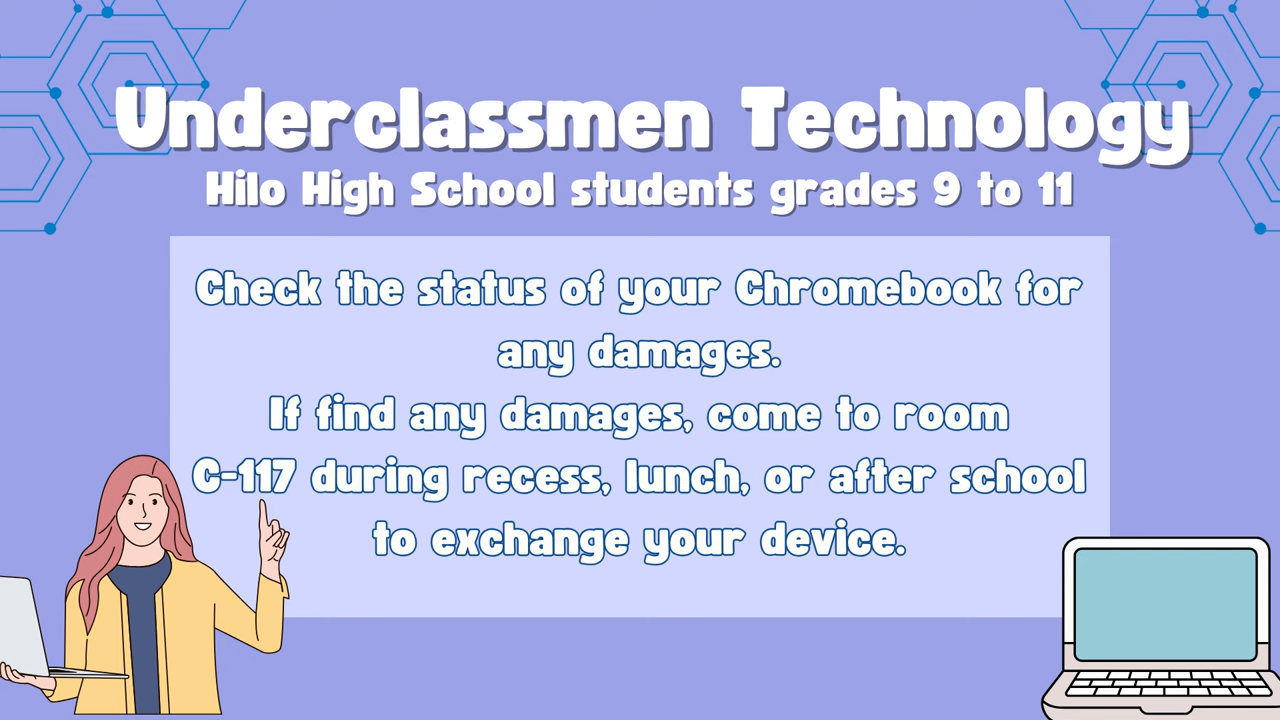 Underclassmen Technology
Hilo High School students grades 9 to 11
Check the status of your Chromebook for
any damages.
If find any damages, come to room
C-117 during recess, lunch, or after school
to exchange your device.